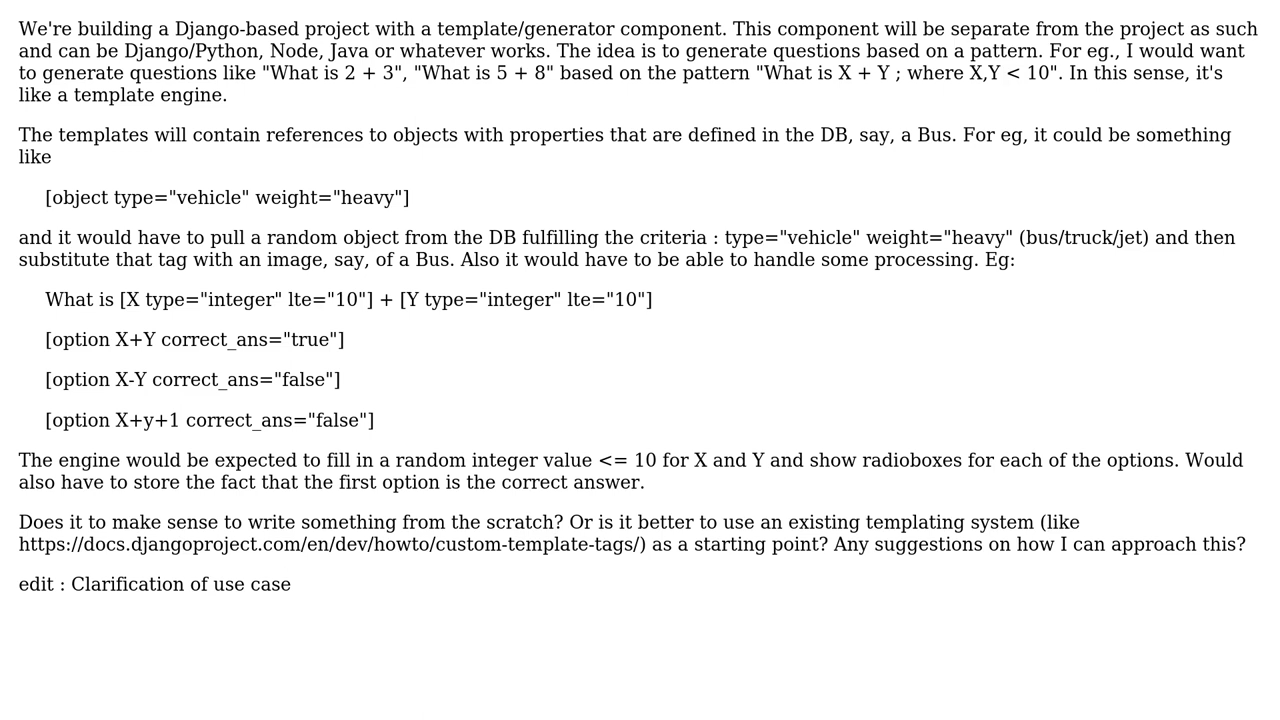 We're building a Django-based project with a template/generator component. This component will be separate from the project as such
and can be Django/Python, Node, Java or whatever works. The idea is to generate questions based on a pattern. For eg., I would want
to generate questions like "What is 2 + 3", "What is 5 + 8" based on the pattern "What is X + Y ; where X,Y < 10". In this sense, it's
like a template engine.
The templates will contain references to objects with properties that are defined in the DB, say, a Bus. For eg, it could be something
like
[object type="vehicle" weight="heavy"]
and it would have to pull a random object from the DB fulfilling the criteria : type="vehicle" weight="heavy" (bus/truck/jet) and then
substitute that tag with an image, say, of a Bus. Also it would have to be able to handle some processing. Eg:
What is [X type="integer" lte="10"] + [Y type="integer" lte="10"]
[option X+Y correct_ans="true"]
[option X-Y correct_ans="false"]
[option X+y+1 correct_ans="false"]
The engine would be expected to fill in a random integer value <= 10 for X and Y and show radioboxes for each of the options. Would
also have to store the fact that the first option is the correct answer.
Does it to make sense to write something from the scratch? Or is it better to use an existing templating system (like
https://docs.djangoproject.com/en/dev/howto/custom-template-tags/) as a starting point? Any suggestions on how I can approach this?
edit : Clarification of use case